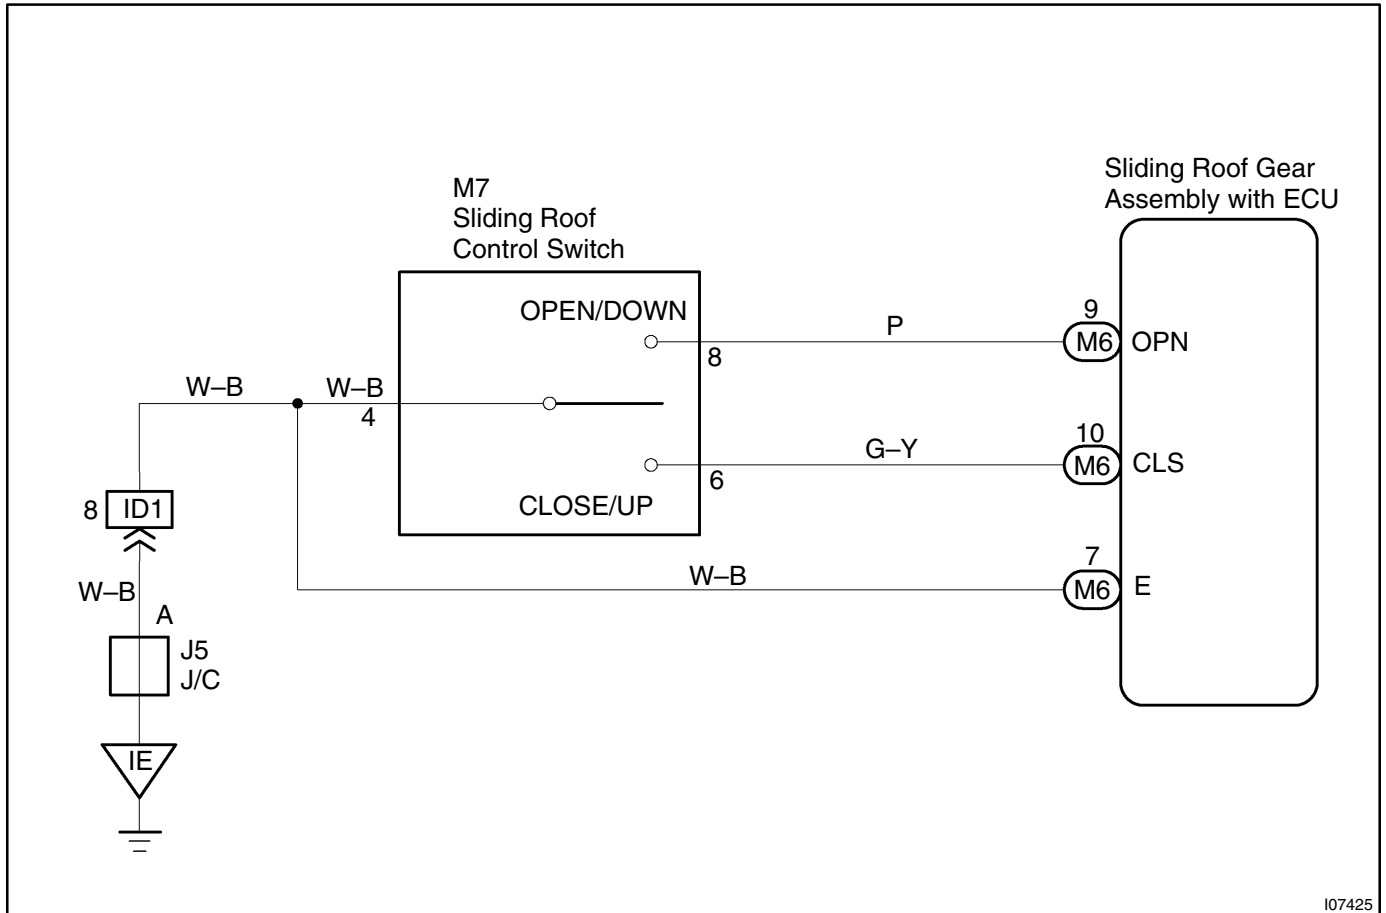 Sliding Roof Gear
Assembly with ECU
M7
Sliding Roof
Control Switch
OPEN/DOWN
8
P
9
M6
OPN
W–B
W–B
4
G–Y
10
M6
CLS
6
CLOSE/UP
8
ID1
W–B
7
M6
E
W–B
A
J5
J/C
IE
I07425